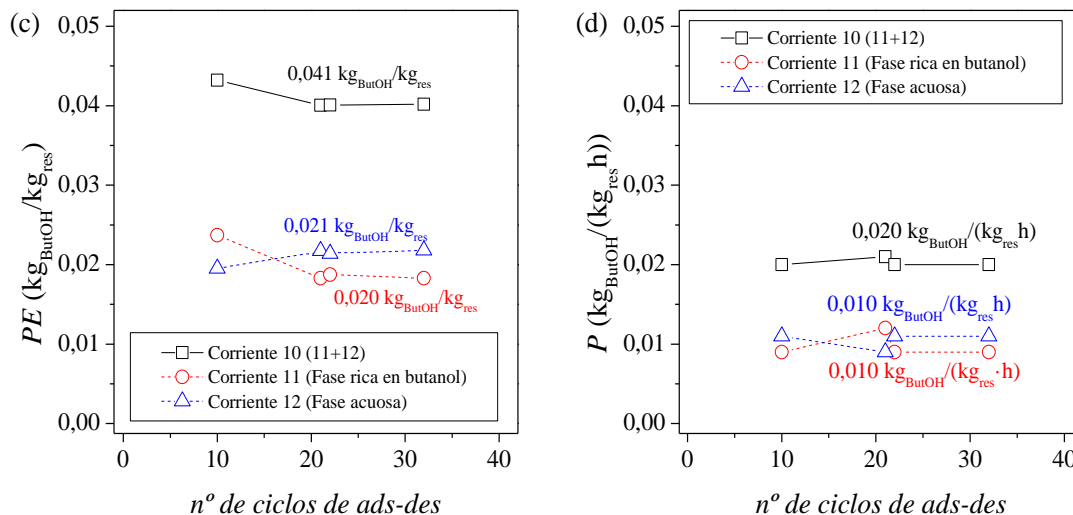 (c)
0,05
0,04
0,03
0,02
0,01
0,00
PE (kg_ButOH/kg_res)
0,041 kg_ButOH/kg_res
0,021 kg_ButOH/kg_res
0,020 kg_ButOH/kg_res
Corriente 10 (11+12)
Corriente 11 (Fase rica en butanol)
Corriente 12 (Fase acuosa)
0 10 20 30 40
nº de ciclos de ads-des
(d)
0,05
0,04
0,03
0,02
0,01
0,00
P (kg_ButOH/(kg_res h))
Corriente 10 (11+12)
Corriente 11 (Fase rica en butanol)
Corriente 12 (Fase acuosa)
0,020 kg_ButOH/(kg_res h)
0,010 kg_ButOH/(kg_res h)
0,010 kg_ButOH/(kg_res·h)
0 10 20 30 40
nº de ciclos de ads-des